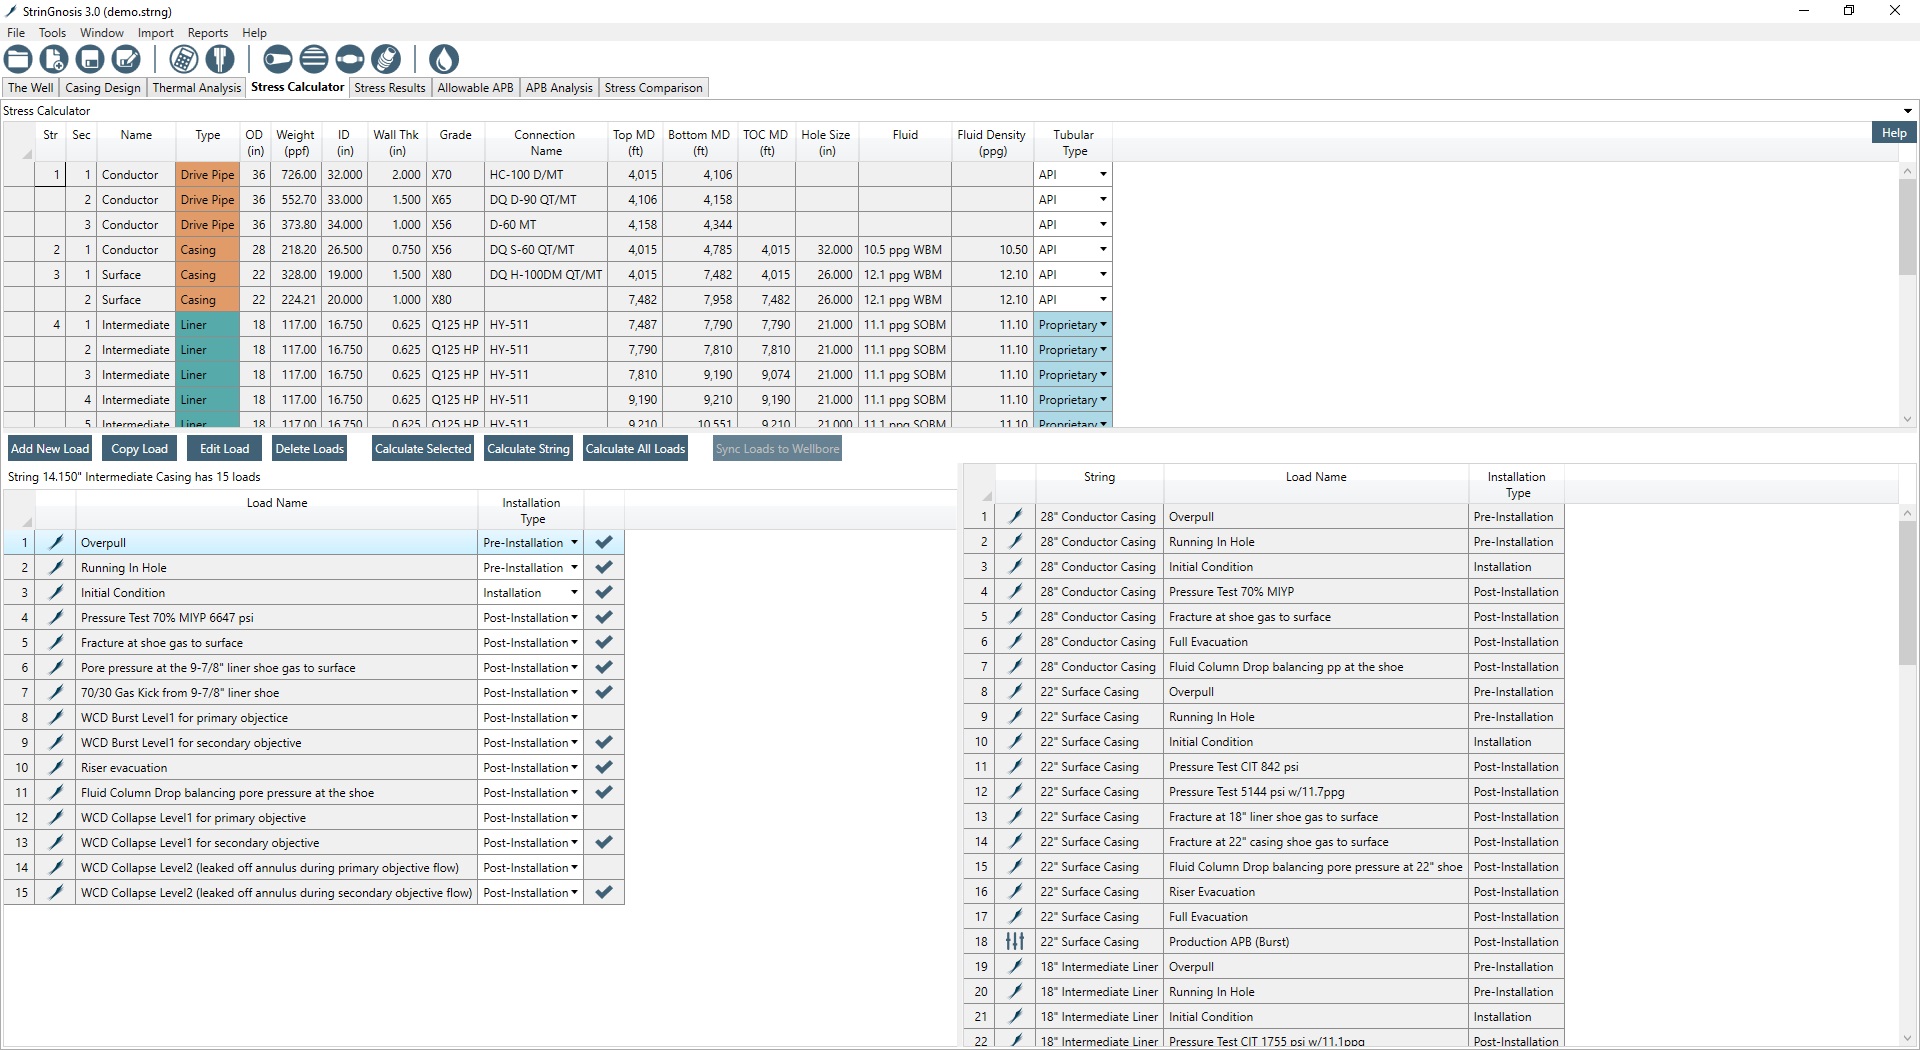 StrinGnosis 3.0 (demo.strng)
File Tools Window Import Reports Help
The Well Casing Design Thermal Analysis Stress Calculator Stress Results Allowable APB APB Analysis Stress Comparison
Stress Calculator
Help
Str Sec Name Type OD (in) Weight (ppf) ID (in) Wall Thk (in) Grade Connection Name Top MD (ft) Bottom MD (ft) TOC MD (ft) Hole Size (in) Fluid Fluid Density (ppg) Tubular Type
1 1 Conductor Drive Pipe 36 726.00 32.000 2.000 X70 HC-100 D/MT 4,015 4,106 API
2 Conductor Drive Pipe 36 552.70 33.000 1.500 X65 DQ D-90 QT/MT 4,106 4,158 API
3 Conductor Drive Pipe 36 373.80 34.000 1.000 X56 D-60 MT 4,158 4,344 API
2 1 Conductor Casing 28 218.20 26.500 0.750 X56 DQ S-60 QT/MT 4,015 4,785 4,015 32.000 10.5 ppg WBM 10.50 API
3 1 Surface Casing 22 328.00 19.000 1.500 X80 DQ H-100DM QT/MT 4,015 7,482 4,015 26.000 12.1 ppg WBM 12.10 API
2 Surface Casing 22 224.21 20.000 1.000 X80 7,482 7,958 7,482 26.000 12.1 ppg WBM 12.10 API
4 1 Intermediate Liner 18 117.00 16.750 0.625 Q125 HP HY-511 7,487 7,790 7,790 21.000 11.1 ppg SOBM 11.10 Proprietary
2 Intermediate Liner 18 117.00 16.750 0.625 Q125 HP HY-511 7,790 7,810 7,810 21.000 11.1 ppg SOBM 11.10 Proprietary
3 Intermediate Liner 18 117.00 16.750 0.625 Q125 HP HY-511 7,810 9,190 9,074 21.000 11.1 ppg SOBM 11.10 Proprietary
4 Intermediate Liner 18 117.00 16.750 0.625 Q125 HP HY-511 9,190 9,210 9,190 21.000 11.1 ppg SOBM 11.10 Proprietary
5 Intermediate Liner 18 117.00 16.750 0.625 Q125 HP HY-511 9,210 10,551 9,210 21.000 11.1 ppg SOBM 11.10 Proprietary
Add New Load Copy Load Edit Load Delete Loads Calculate Selected Calculate String Calculate All Loads Sync Loads to Wellbore
String 14.150" Intermediate Casing has 15 loads
Load Name Installation Type
1 Overpull Pre-Installation
2 Running In Hole Pre-Installation
3 Initial Condition Installation
4 Pressure Test 70% MIYP 6647 psi Post-Installation
5 Fracture at shoe gas to surface Post-Installation
6 Pore pressure at the 9-7/8" liner shoe gas to surface Post-Installation
7 70/30 Gas Kick from 9-7/8" liner shoe Post-Installation
8 WCD Burst Level1 for primary objectice Post-Installation
9 WCD Burst Level1 for secondary objective Post-Installation
10 Riser evacuation Post-Installation
11 Fluid Column Drop balancing pore pressure at the shoe Post-Installation
12 WCD Collapse Level1 for primary objective Post-Installation
13 WCD Collapse Level1 for secondary objective Post-Installation
14 WCD Collapse Level2 (leaked off annulus during primary objective flow) Post-Installation
15 WCD Collapse Level2 (leaked off annulus during secondary objective flow) Post-Installation
String Load Name Installation Type
1 28" Conductor Casing Overpull Pre-Installation
2 28" Conductor Casing Running In Hole Pre-Installation
3 28" Conductor Casing Initial Condition Installation
4 28" Conductor Casing Pressure Test 70% MIYP Post-Installation
5 28" Conductor Casing Fracture at shoe gas to surface Post-Installation
6 28" Conductor Casing Full Evacuation Post-Installation
7 28" Conductor Casing Fluid Column Drop balancing pp at the shoe Post-Installation
8 22" Surface Casing Overpull Pre-Installation
9 22" Surface Casing Running In Hole Pre-Installation
10 22" Surface Casing Initial Condition Installation
11 22" Surface Casing Pressure Test CIT 842 psi Post-Installation
12 22" Surface Casing Pressure Test 5144 psi w/11.7ppg Post-Installation
13 22" Surface Casing Fracture at 18" liner shoe gas to surface Post-Installation
14 22" Surface Casing Fracture at 22" casing shoe gas to surface Post-Installation
15 22" Surface Casing Fluid Column Drop balancing pore pressure at 22" shoe Post-Installation
16 22" Surface Casing Riser Evacuation Post-Installation
17 22" Surface Casing Full Evacuation Post-Installation
18 22" Surface Casing Production APB (Burst) Post-Installation
19 18" Intermediate Liner Overpull Pre-Installation
20 18" Intermediate Liner Running In Hole Pre-Installation
21 18" Intermediate Liner Initial Condition Installation
22 18" Intermediate Liner Pressure Test CIT 1755 psi w/11.1ppg Post-Installation